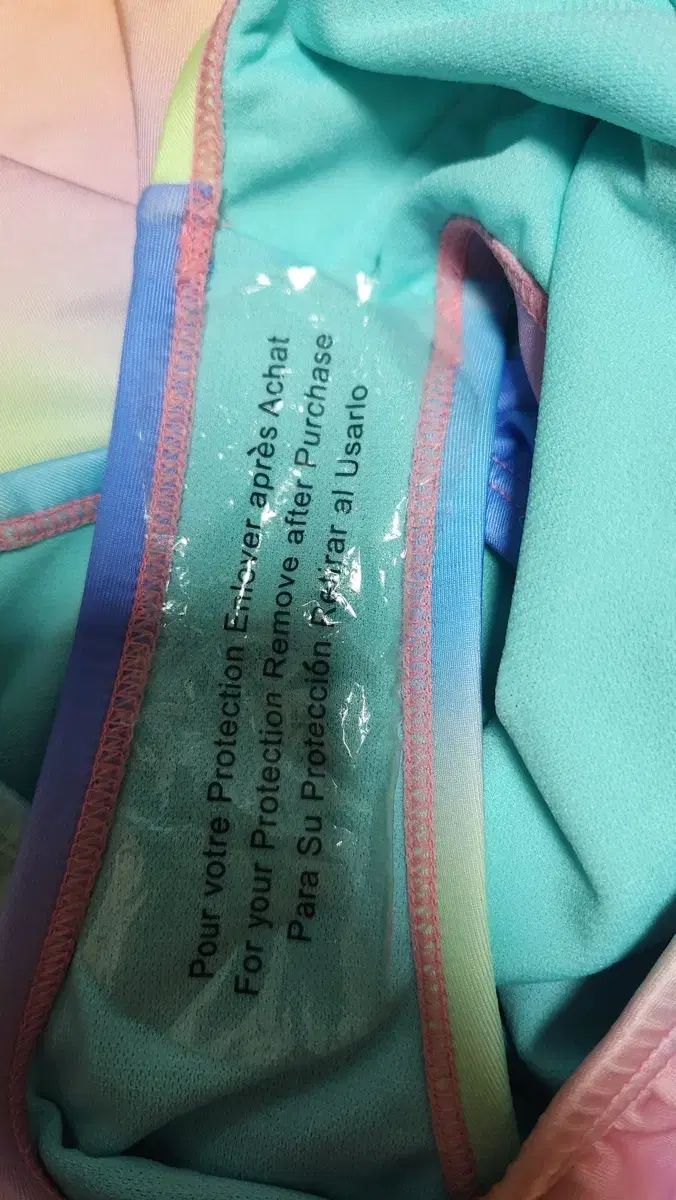 Pour votre Protection Enlever après Achat
For your Protection Remove after Purchase
Para Su Protección Retirar al Usarlo